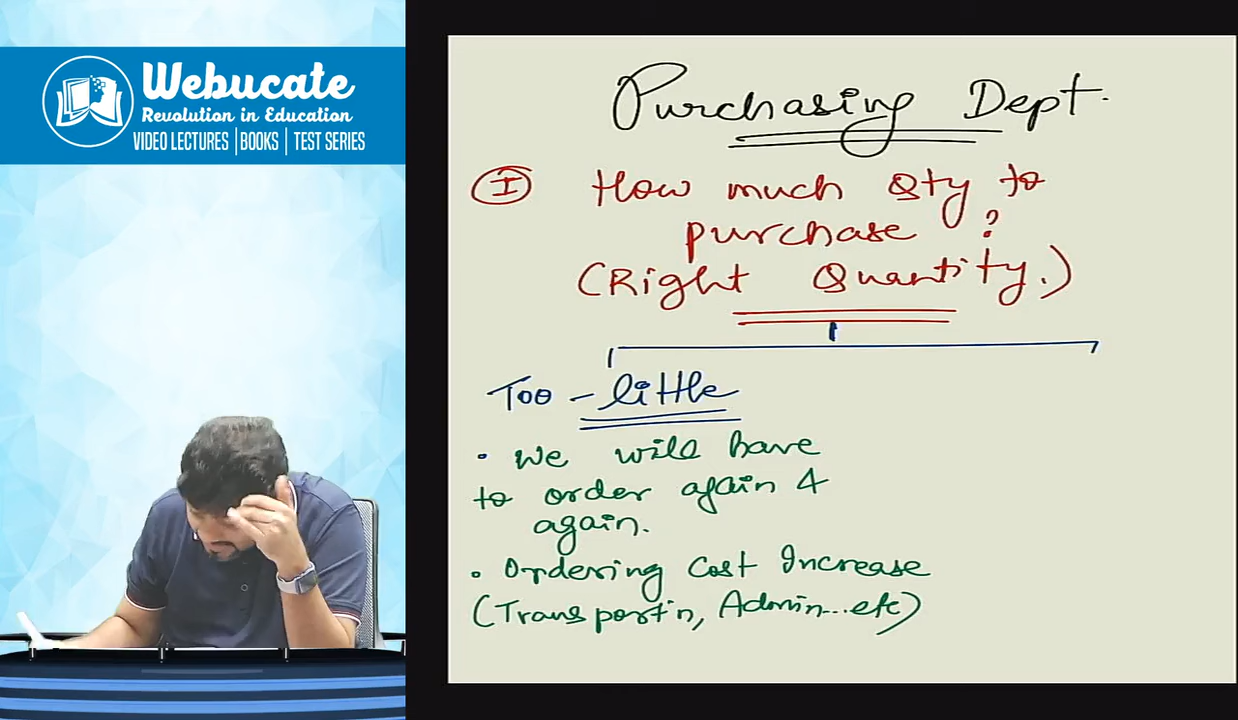 Webucate
Revolution in Education
VIDEO LECTURES | BOOKS | TEST SERIES
Purchasing Dept.
I How much Qty to
purchase ?
(Right Quantity.)
Too - little
• We will have
to order again &
again.
• Ordering Cost Increase
(Transport'n, Admin...etc)